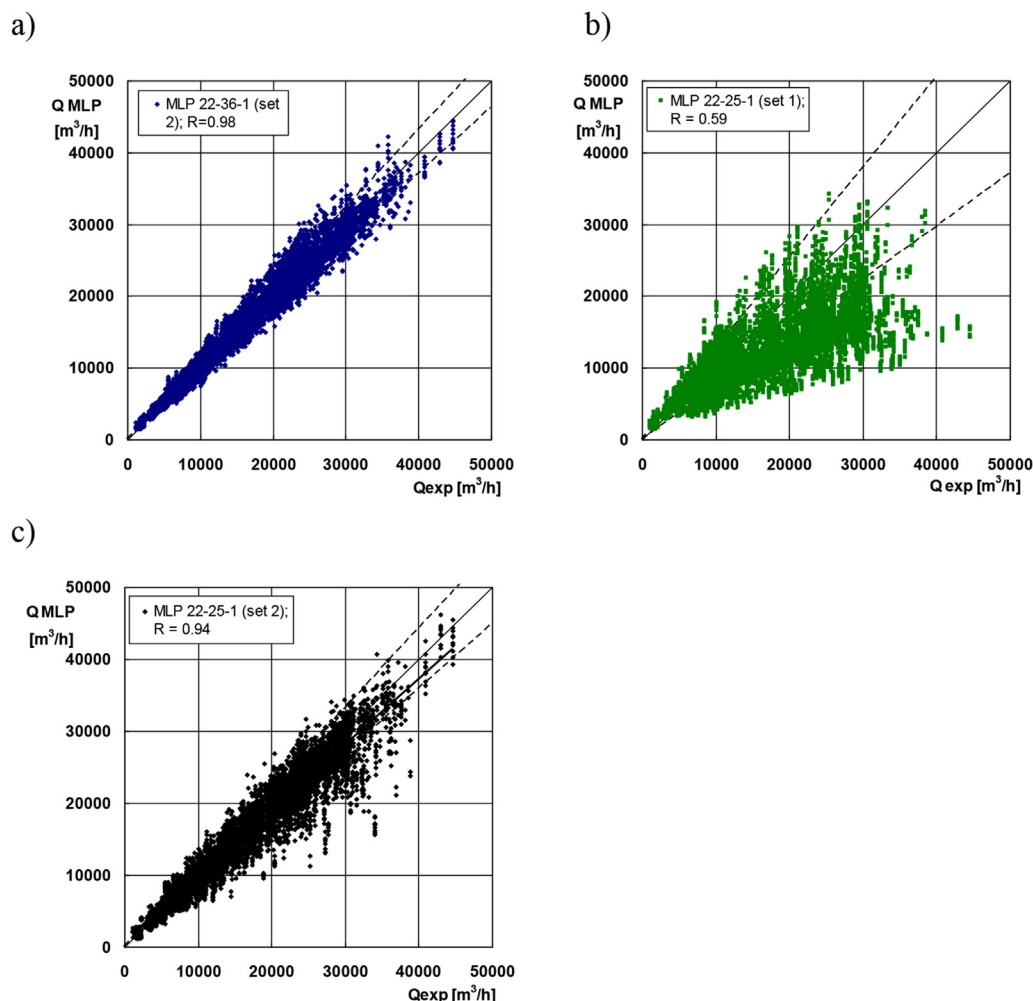 a)
50000
Q MLP
[m³/h]
40000
30000
20000
10000
0
MLP 22-36-1 (set
2); R=0.98
0 10000 20000 30000 40000 50000
Qexp [m³/h]
b)
50000
Q MLP
[m³/h]
40000
30000
20000
10000
0
MLP 22-25-1 (set 1);
R = 0.59
0 10000 20000 30000 40000 50000
Q exp [m³/h]
c)
50000
Q MLP
[m³/h]
40000
30000
20000
10000
0
MLP 22-25-1 (set 2);
R = 0.94
0 10000 20000 30000 40000 50000
Qexp [m³/h]